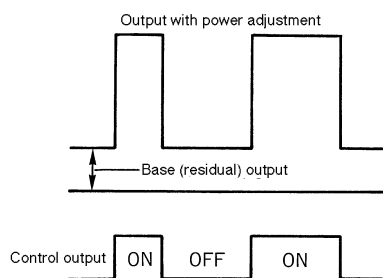 Output with power adjustment
Base (residual) output
Control output ON OFF ON